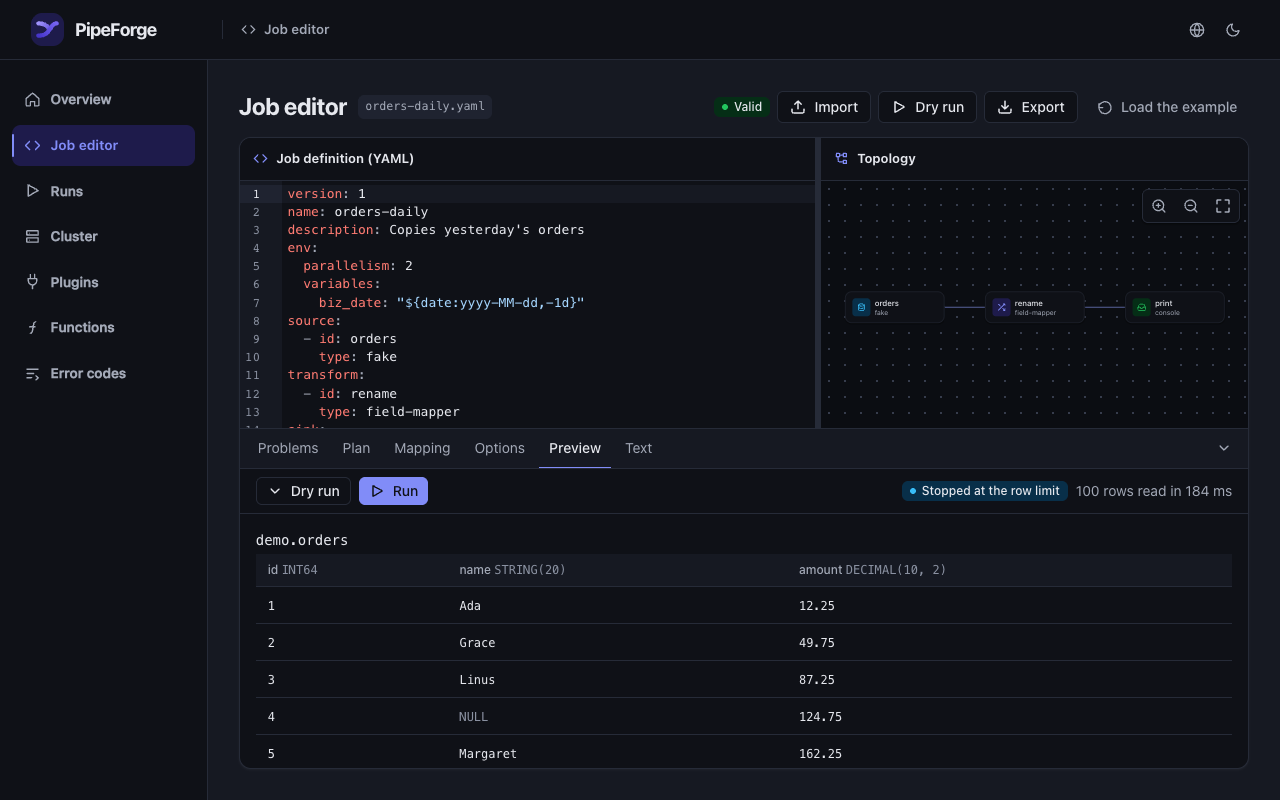 PipeForge
Job editor
Overview
Job editor
Runs
Cluster
Plugins
Functions
Error codes
Job editor
orders-daily.yaml
Valid
Import
Dry run
Export
Load the example
Job definition (YAML)
1 version: 1
2 name: orders-daily
3 description: Copies yesterday's orders
4 env:
5 parallelism: 2
6 variables:
7 biz_date: "${date:yyyy-MM-dd,-1d}"
8 source:
9 - id: orders
10 type: fake
11 transform:
12 - id: rename
13 type: field-mapper
Topology
orders
fake
rename
field-mapper
print
console
Problems Plan Mapping Options Preview Text
Dry run Run
Stopped at the row limit 100 rows read in 184 ms
demo.orders
id INT64 name STRING(20) amount DECIMAL(10, 2)
1 Ada 12.25
2 Grace 49.75
3 Linus 87.25
4 NULL 124.75
5 Margaret 162.25